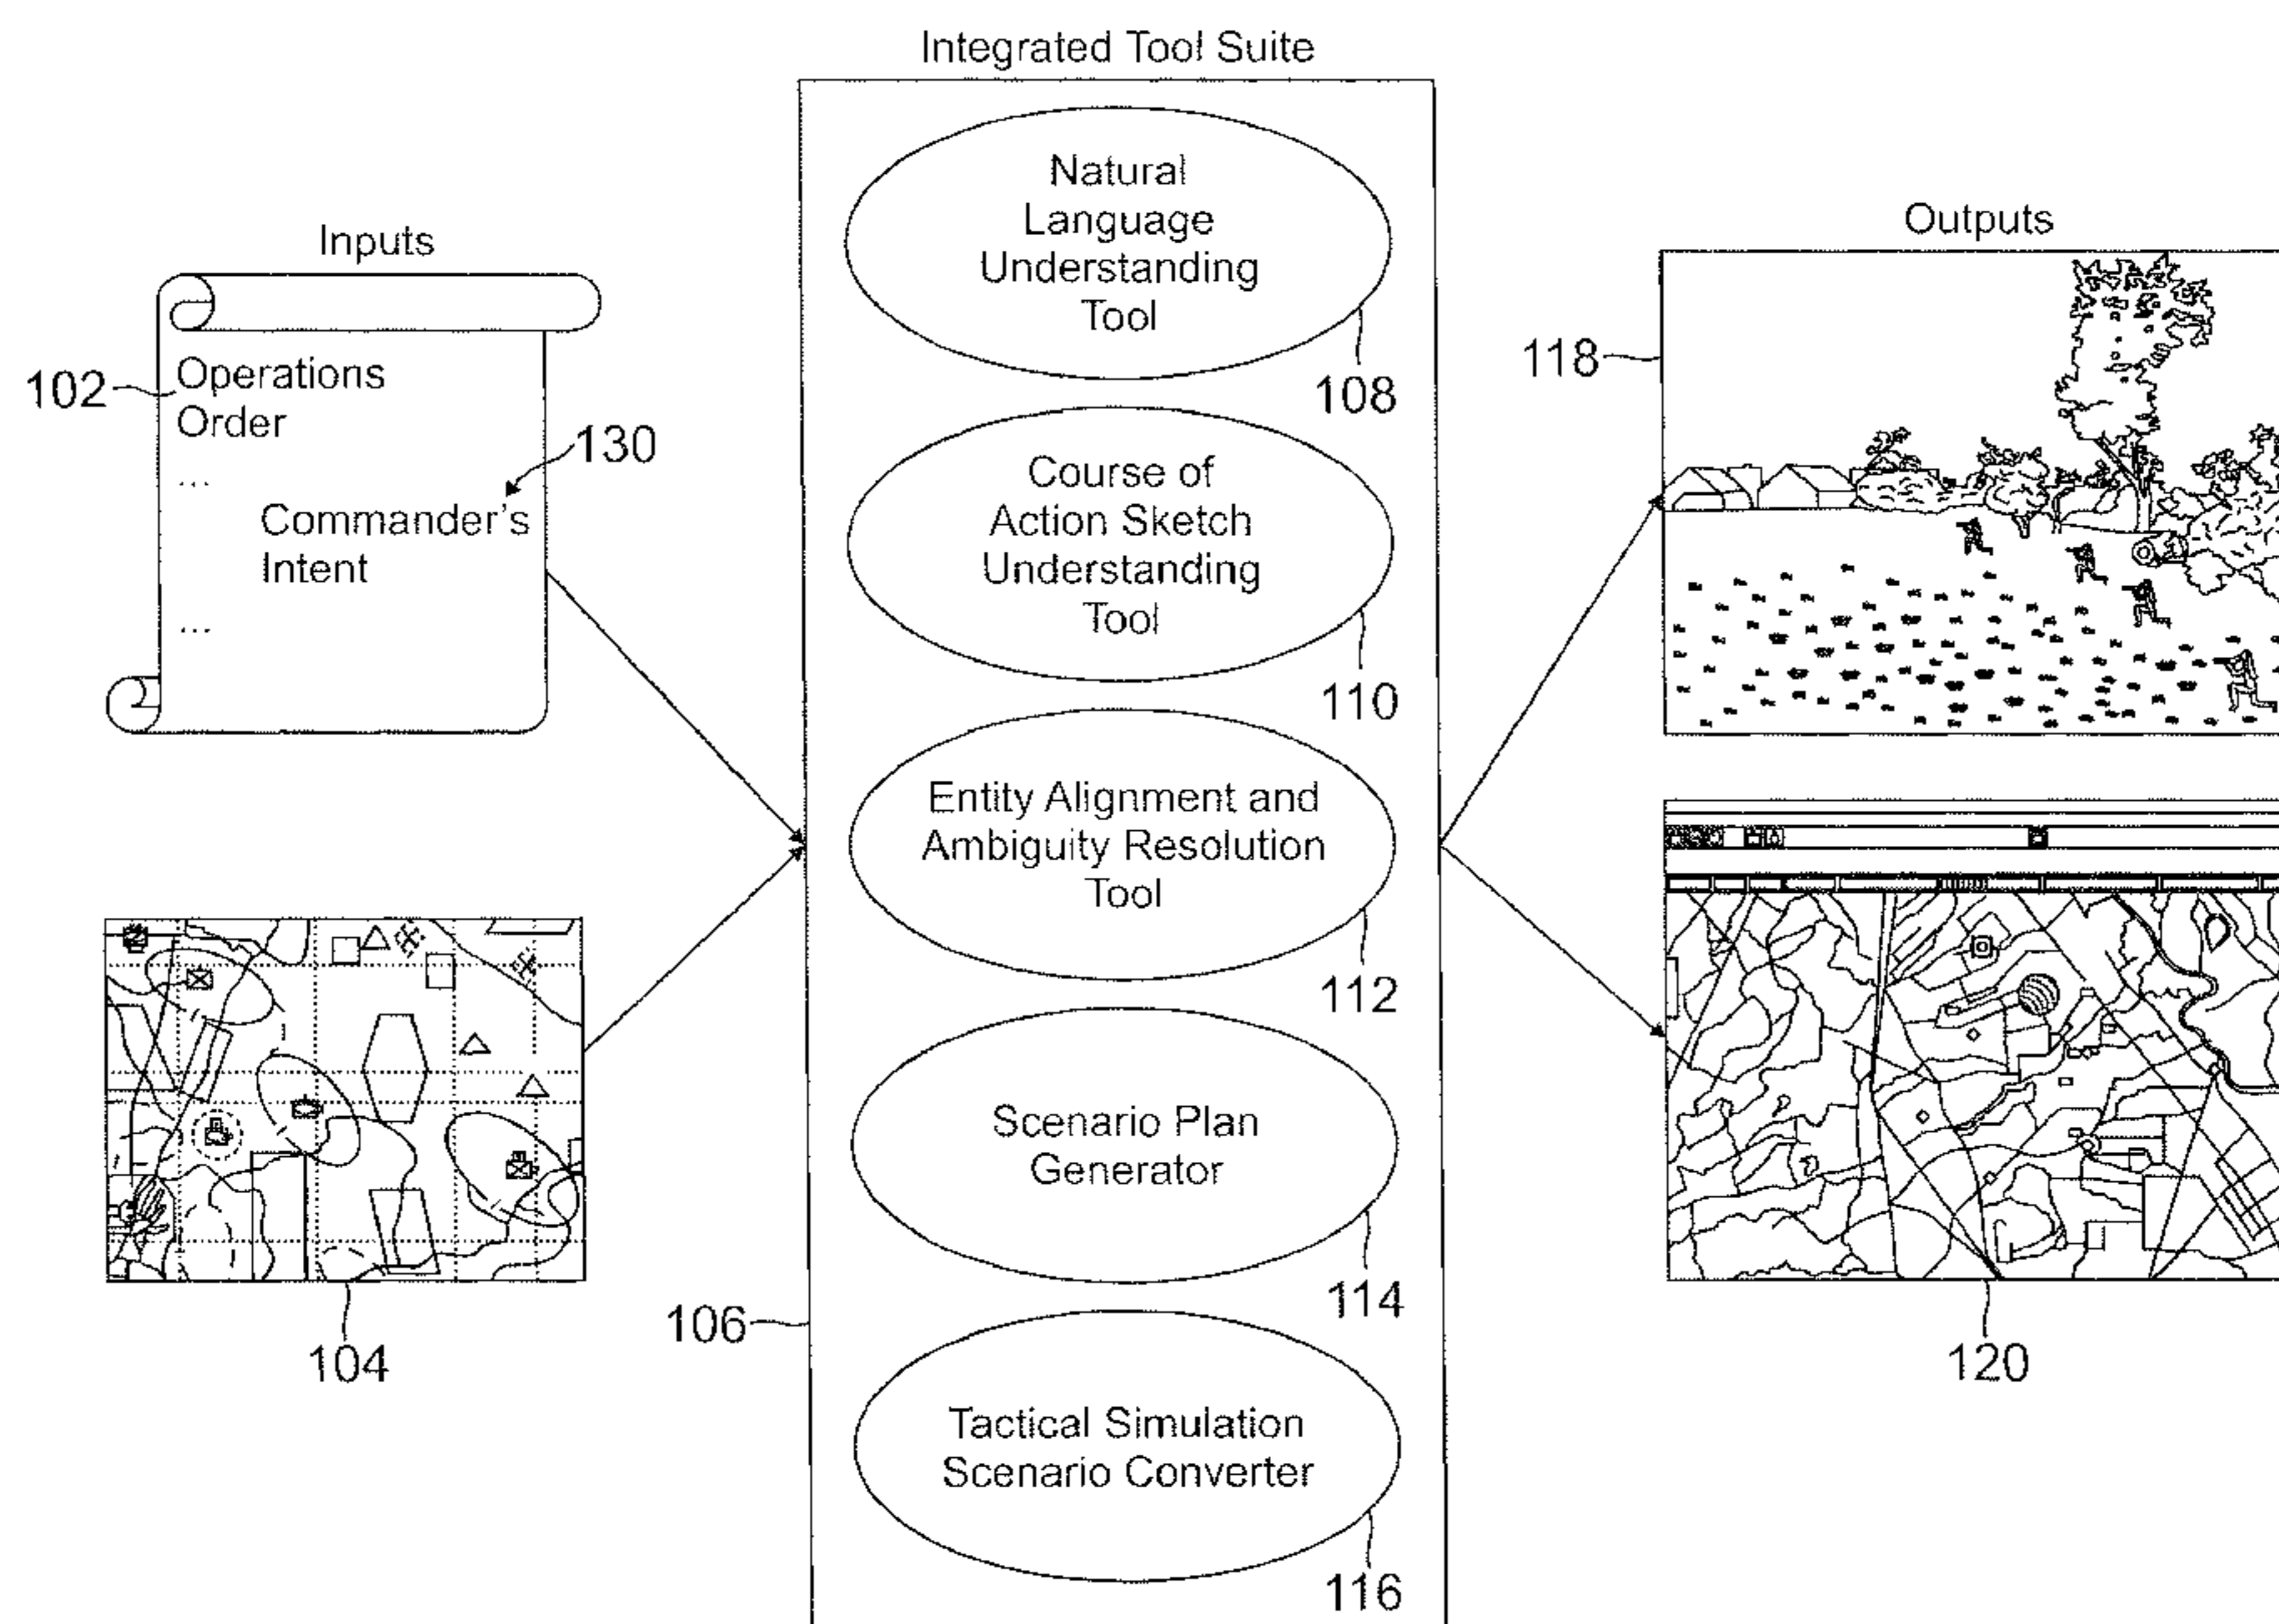 Integrated Tool Suite
Inputs
102
Operations
Order
...
130
Commander's
Intent
...
104
106
Natural
Language
Understanding
Tool
108
Course of
Action Sketch
Understanding
Tool
110
Entity Alignment and
Ambiguity Resolution
Tool
112
Scenario Plan
Generator
114
Tactical Simulation
Scenario Converter
116
Outputs
118
120